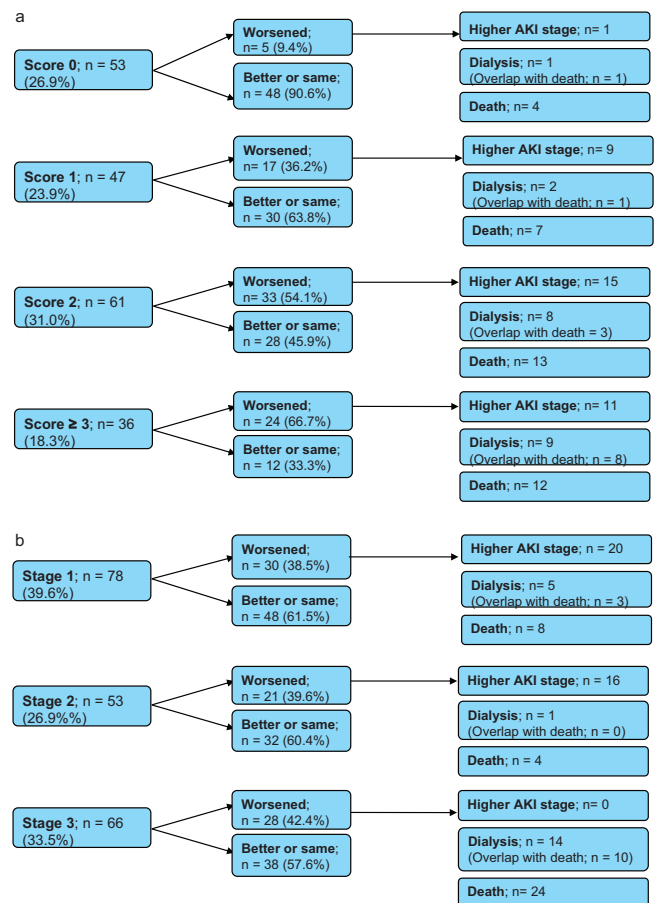 a
Score 0; n = 53
(26.9%)
Worsened;
n= 5 (9.4%)
Better or same;
n = 48 (90.6%)
Higher AKI stage; n= 1
Dialysis; n= 1
(Overlap with death; n = 1)
Death; n= 4
Score 1; n = 47
(23.9%)
Worsened;
n= 17 (36.2%)
Better or same;
n = 30 (63.8%)
Higher AKI stage; n= 9
Dialysis; n= 2
(Overlap with death; n = 1)
Death; n= 7
Score 2; n = 61
(31.0%)
Worsened;
n= 33 (54.1%)
Better or same;
n = 28 (45.9%)
Higher AKI stage; n= 15
Dialysis; n= 8
(Overlap with death = 3)
Death; n= 13
Score ≥ 3; n= 36
(18.3%)
Worsened;
n = 24 (66.7%)
Better or same;
n = 12 (33.3%)
Higher AKI stage; n= 11
Dialysis; n= 9
(Overlap with death; n = 8)
Death; n= 12
b
Stage 1; n = 78
(39.6%)
Worsened;
n = 30 (38.5%)
Better or same;
n = 48 (61.5%)
Higher AKI stage; n = 20
Dialysis; n= 5
(Overlap with death; n = 3)
Death; n = 8
Stage 2; n = 53
(26.9%%)
Worsened;
n = 21 (39.6%)
Better or same;
n = 32 (60.4%)
Higher AKI stage; n = 16
Dialysis; n = 1
(Overlap with death; n = 0)
Death; n = 4
Stage 3; n = 66
(33.5%)
Worsened;
n = 28 (42.4%)
Better or same;
n = 38 (57.6%)
Higher AKI stage; n= 0
Dialysis; n = 14
(Overlap with death; n = 10)
Death; n= 24